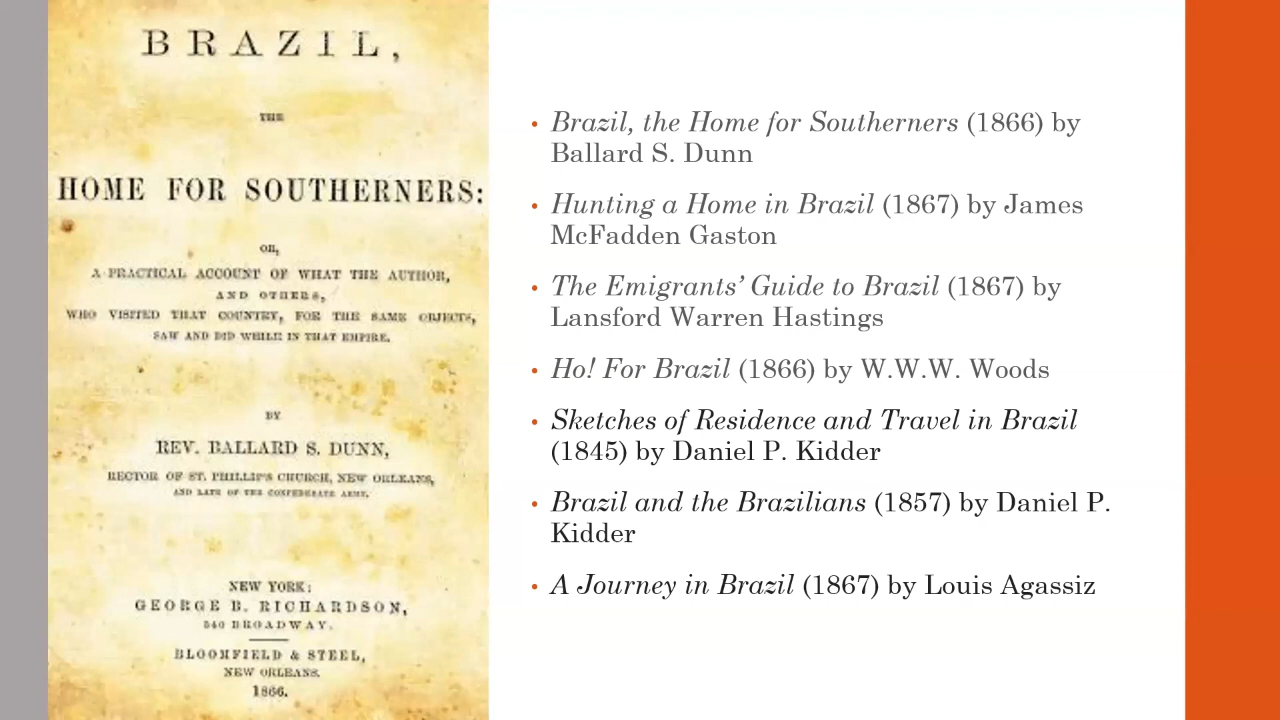 BRAZIL,
THE
HOME FOR SOUTHERNERS:
OR,
A PRACTICAL ACCOUNT OF WHAT THE AUTHOR,
AND OTHERS,
WHO VISITED THAT COUNTRY, FOR THE SAME OBJECTS,
SAW AND DID WHILE IN THAT EMPIRE.
BY
REV. BALLARD S. DUNN,
RECTOR OF ST. PHILLIP'S CHURCH, NEW ORLEANS,
AND LATE OF THE CONFEDERATE ARMY.
NEW YORK:
GEORGE B. RICHARDSON,
540 BROADWAY.
BLOOMFIELD & STEEL,
NEW ORLEANS.
1866.
• Brazil, the Home for Southerners (1866) by
Ballard S. Dunn
• Hunting a Home in Brazil (1867) by James
McFadden Gaston
• The Emigrants’ Guide to Brazil (1867) by
Lansford Warren Hastings
• Ho! For Brazil (1866) by W.W.W. Woods
• Sketches of Residence and Travel in Brazil
(1845) by Daniel P. Kidder
• Brazil and the Brazilians (1857) by Daniel P.
Kidder
• A Journey in Brazil (1867) by Louis Agassiz